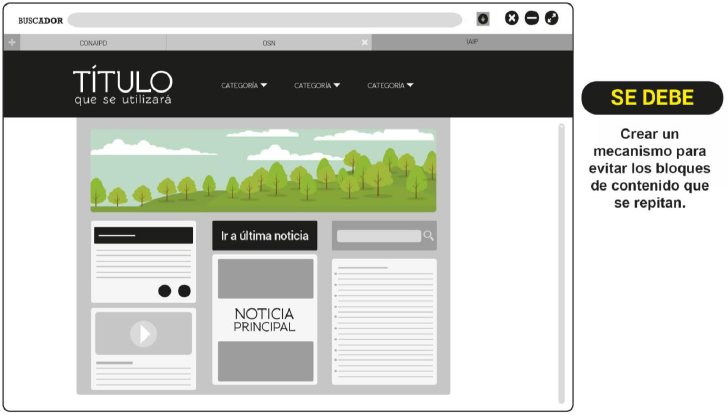 BUSCADOR
CONAIPD
DSN
IAIP
TÍTULO
que se utilizará
CATEGORÍA
CATEGORÍA
CATEGORÍA
Ir a última noticia
NOTICIA
PRINCIPAL
SE DEBE
Crear un
mecanismo para
evitar los bloques
de contenido que
se repitan.